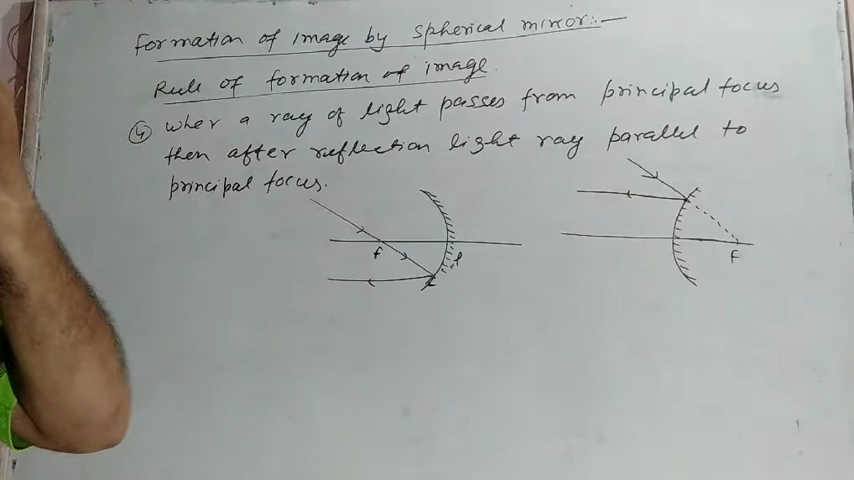 Formation of image by spherical mirror:—
Rule of formation of image.
(4) wher a ray of light passes from principal focus
then after reflection light ray parallel to
principal focus.
f
P
F